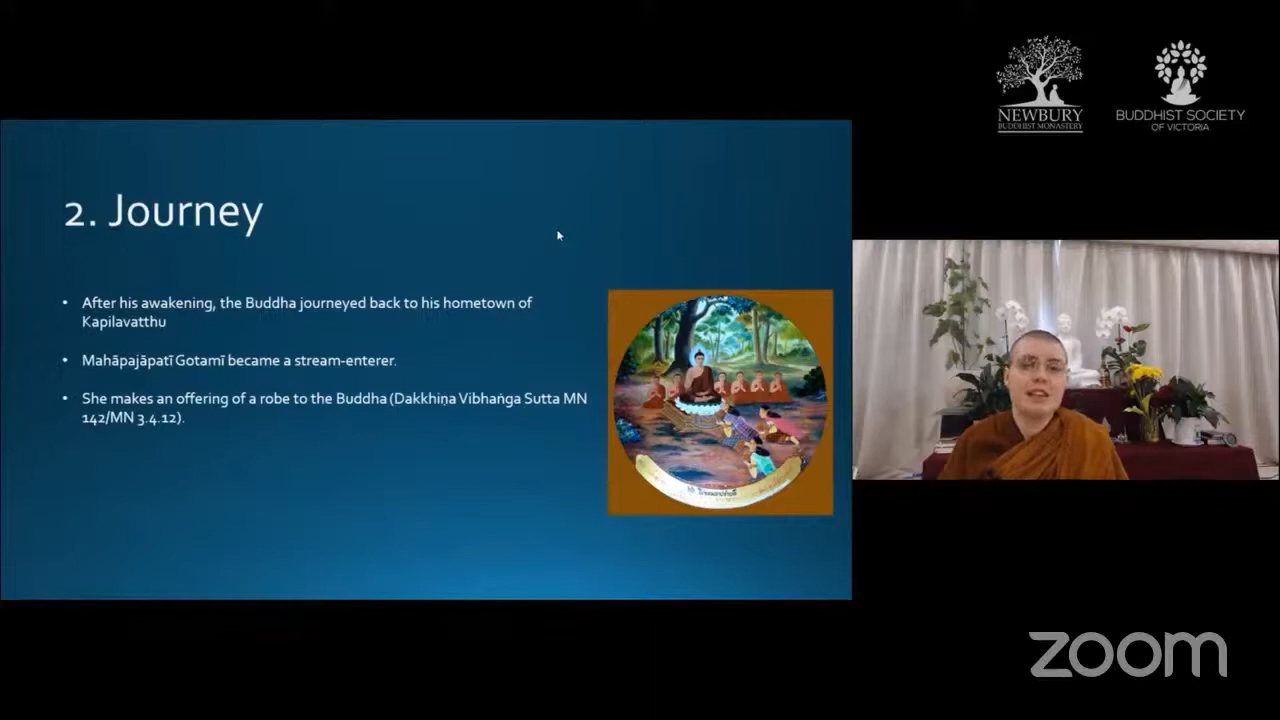 NEWBURY
BUDDHIST MONASTERY
BUDDHIST SOCIETY
OF VICTORIA
2. Journey
• After his awakening, the Buddha journeyed back to his hometown of
Kapilavatthu
• Mahāpajāpatī Gotamī became a stream-enterer.
• She makes an offering of a robe to the Buddha (Dakkhiṇa Vibhaṅga Sutta MN
142/MN 3.4.12).
zoom